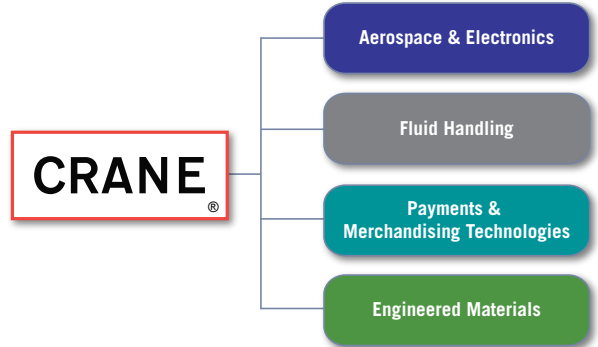 CRANE
®
Aerospace & Electronics
Fluid Handling
Payments &
Merchandising Technologies
Engineered Materials